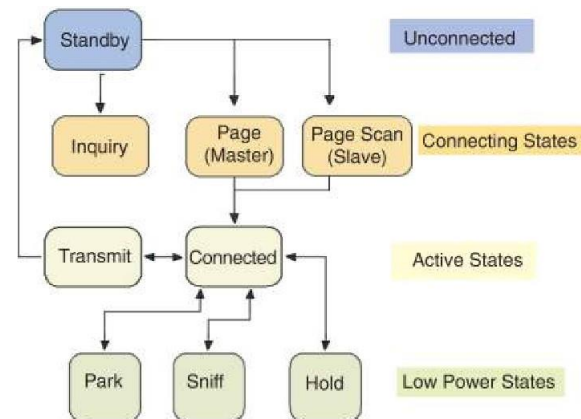 Standby
Unconnected
Inquiry
Page
(Master)
Page Scan
(Slave)
Connecting States
Transmit
Connected
Active States
Park
Sniff
Hold
Low Power States